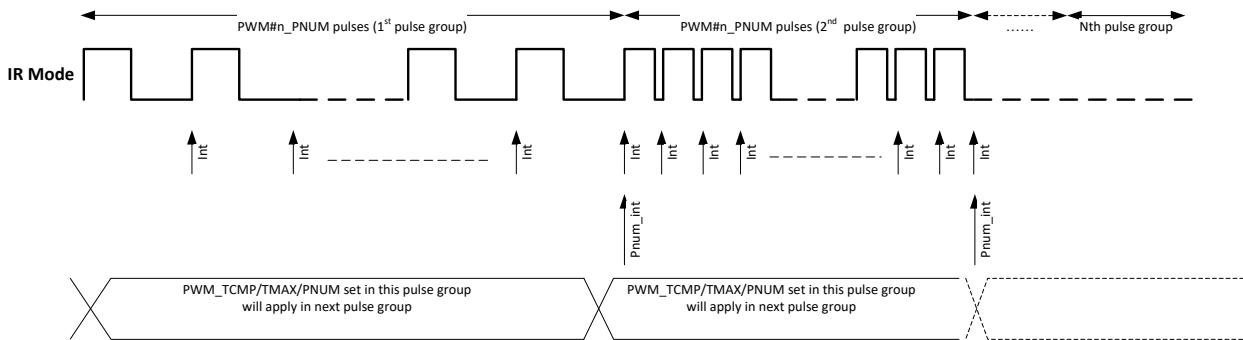 PWM#n_PNUM pulses (1st pulse group)
PWM#n_PNUM pulses (2nd pulse group)
......
Nth pulse group
IR Mode
Int
Int
Int
Int
Int
Int
Int
Int
Int
Int
Pnum_int
Pnum_int
PWM_TCMP/TMAX/PNUM set in this pulse group
will apply in next pulse group
PWM_TCMP/TMAX/PNUM set in this pulse group
will apply in next pulse group